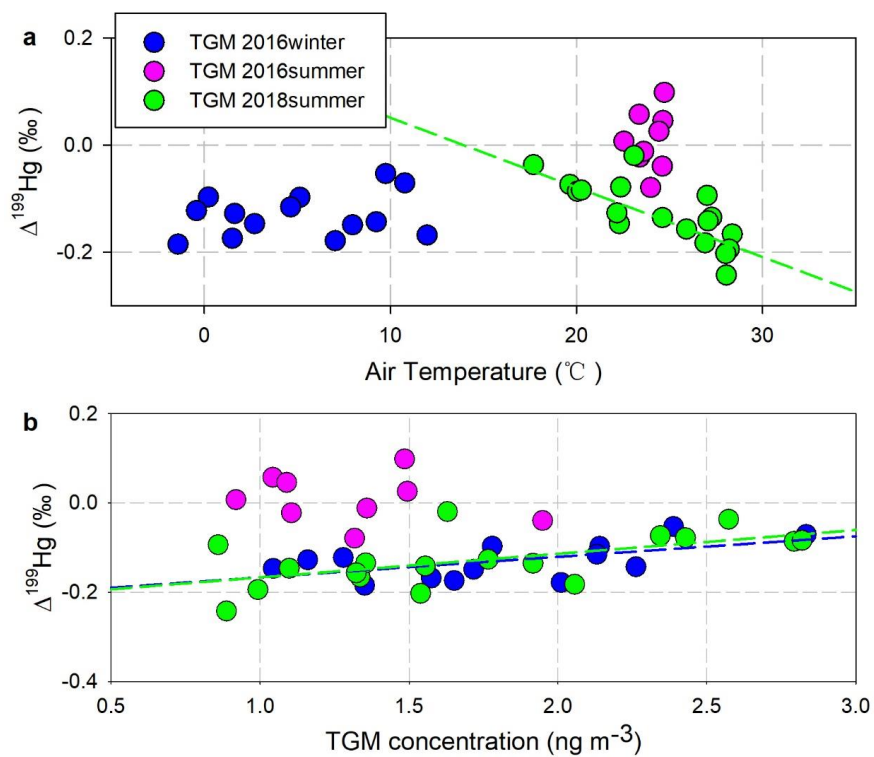 a
TGM 2016winter
TGM 2016summer
TGM 2018summer
0.2
0.0
-0.2
Δ¹⁹⁹Hg (‰)
0 10 20 30
Air Temperature (℃)
b
0.2
0.0
-0.2
-0.4
Δ¹⁹⁹Hg (‰)
0.5 1.0 1.5 2.0 2.5 3.0
TGM concentration (ng m⁻³)